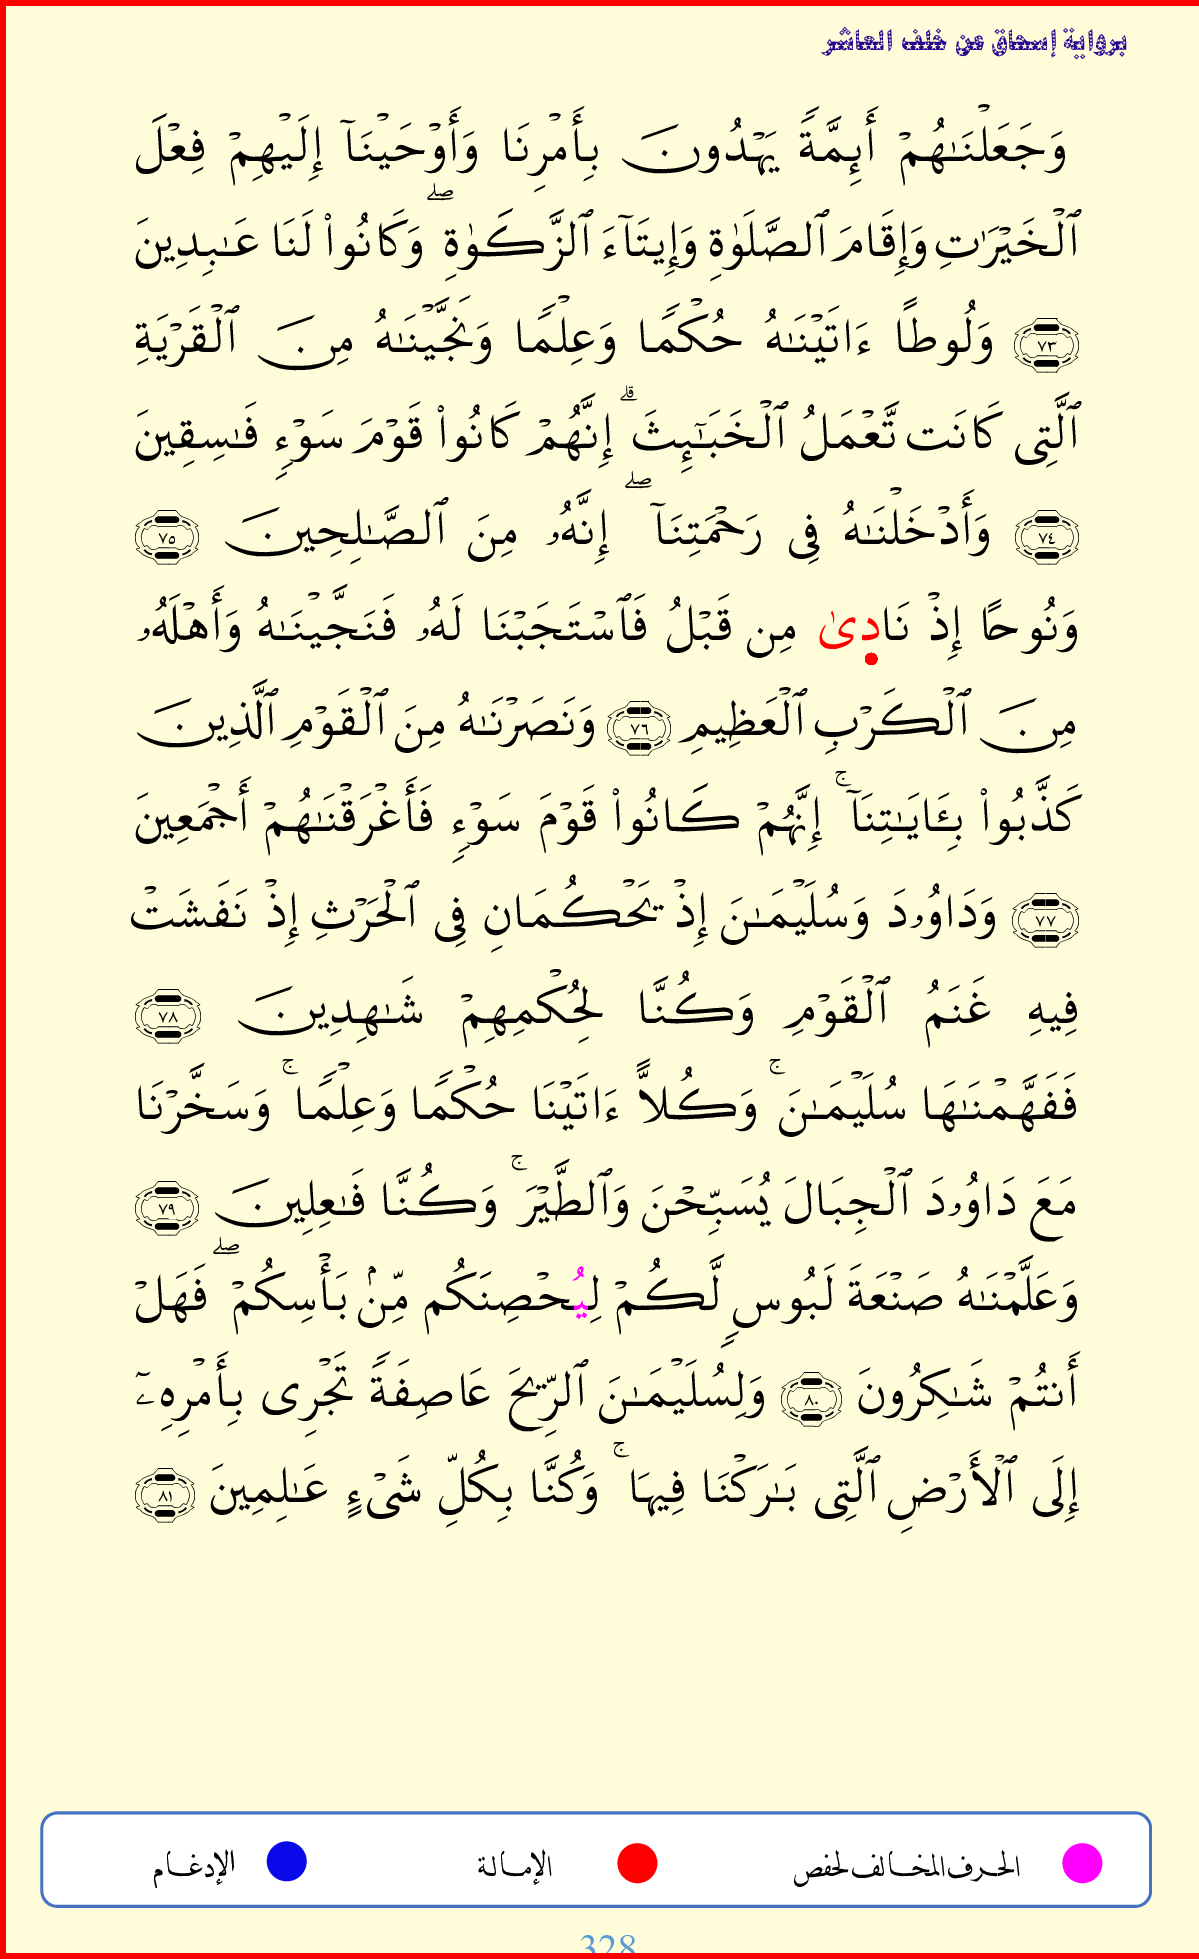 برواية إسحاق عن خلف العاشر
وَجَعَلْنَـٰهُمْ أَئِمَّةً يَهْدُونَ بِأَمْرِنَا وَأَوْحَيْنَآ إِلَيْهِمْ فِعْلَ
ٱلْخَيْرَٰتِ وَإِقَامَ ٱلصَّلَوٰةِ وَإِيتَآءَ ٱلزَّكَوٰةِ ۖ وَكَانُوا۟ لَنَا عَـٰبِدِينَ
٧٣ وَلُوطًا ءَاتَيْنَـٰهُ حُكْمًا وَعِلْمًا وَنَجَّيْنَـٰهُ مِنَ ٱلْقَرْيَةِ
ٱلَّتِى كَانَت تَّعْمَلُ ٱلْخَبَـٰٓئِثَ ۗ إِنَّهُمْ كَانُوا۟ قَوْمَ سَوْءٍ فَـٰسِقِينَ
٧٤ وَأَدْخَلْنَـٰهُ فِى رَحْمَتِنَآ ۖ إِنَّهُۥ مِنَ ٱلصَّـٰلِحِينَ ٧٥
وَنُوحًا إِذْ نَادِىٰ مِن قَبْلُ فَٱسْتَجَبْنَا لَهُۥ فَنَجَّيْنَـٰهُ وَأَهْلَهُۥ
مِنَ ٱلْكَرْبِ ٱلْعَظِيمِ ٧٦ وَنَصَرْنَـٰهُ مِنَ ٱلْقَوْمِ ٱلَّذِينَ
كَذَّبُوا۟ بِـَٔايَـٰتِنَآ ۚ إِنَّهُمْ كَانُوا۟ قَوْمَ سَوْءٍ فَأَغْرَقْنَـٰهُمْ أَجْمَعِينَ
٧٧ وَدَاوُۥدَ وَسُلَيْمَـٰنَ إِذْ يَحْكُمَانِ فِى ٱلْحَرْثِ إِذْ نَفَشَتْ
فِيهِ غَنَمُ ٱلْقَوْمِ وَكُنَّا لِحُكْمِهِمْ شَـٰهِدِينَ ٧٨
فَفَهَّمْنَـٰهَا سُلَيْمَـٰنَ ۚ وَكُلاًّ ءَاتَيْنَا حُكْمًا وَعِلْمًا ۚ وَسَخَّرْنَا
مَعَ دَاوُۥدَ ٱلْجِبَالَ يُسَبِّحْنَ وَٱلطَّيْرَ ۚ وَكُنَّا فَـٰعِلِينَ ٧٩
وَعَلَّمْنَـٰهُ صَنْعَةَ لَبُوسٍ لَّكُمْ لِيُحْصِنَكُم مِّنۢ بَأْسِكُمْ ۖ فَهَلْ
أَنتُمْ شَـٰكِرُونَ ٨٠ وَلِسُلَيْمَـٰنَ ٱلرِّيحَ عَاصِفَةً تَجْرِى بِأَمْرِهِۦٓ
إِلَى ٱلْأَرْضِ ٱلَّتِى بَـٰرَكْنَا فِيهَا ۚ وَكُنَّا بِكُلِّ شَىْءٍ عَـٰلِمِينَ ٨١
الحرف المخالف لحفص الإمالة الإدغام
328